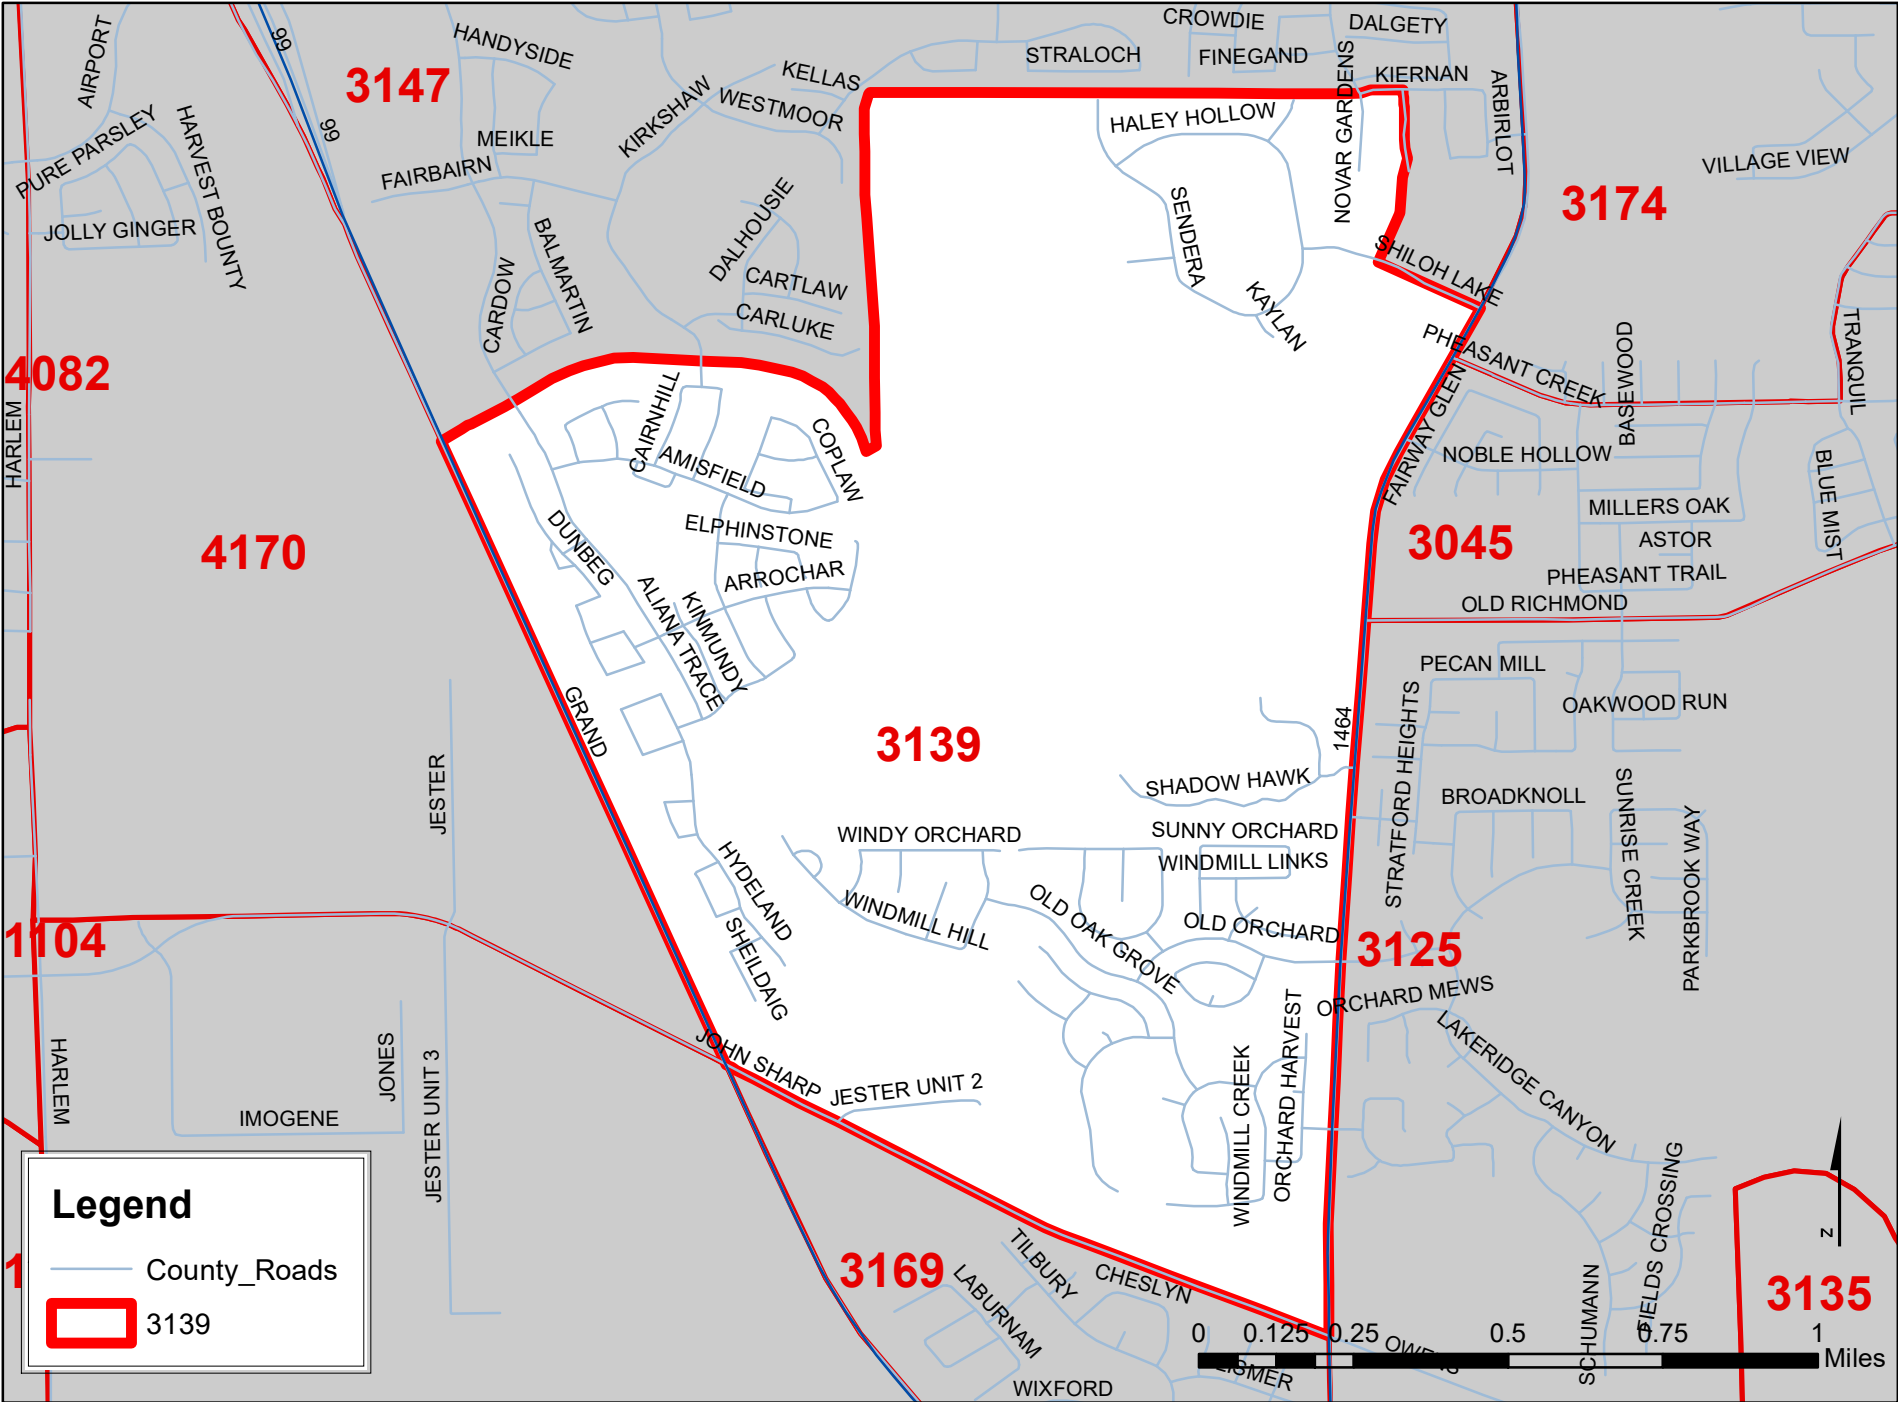 CROWDIE
DALGETY
AIRPORT
99
HANDYSIDE
STRALOCH
FINEGAND
KIERNAN
3147
KELLAS
WESTMOOR
KIRKSHAW
NOVAR GARDENS
ARBIRLOT
HALEY HOLLOW
99
MEIKLE
PURE PARSLEY
HARVEST BOUNTY
FAIRBAIRN
VILLAGE VIEW
3174
JOLLY GINGER
BALMARTIN
DALHOUSIE
SENDERA
SHILOH LAKE
CARDOW
CARTLAW
CARLUKE
KAYLAN
PHEASANT CREEK
BASEWOOD
TRANQUIL
4082
HARLEM
CAIRNHILL
COPLAW
AMISFIELD
FAIRWAY GLEN
NOBLE HOLLOW
BLUE MIST
MILLERS OAK
4170
DUNBEG
ELPHINSTONE
3045
ASTOR
ARROCHAR
PHEASANT TRAIL
ALIANA TRACE
KINMUNDY
OLD RICHMOND
PECAN MILL
OAKWOOD RUN
GRAND
3139
1464
STRATFORD HEIGHTS
JESTER
SHADOW HAWK
BROADKNOLL
SUNRISE CREEK
PARKBROOK WAY
WINDY ORCHARD
SUNNY ORCHARD
WINDMILL LINKS
HYDELAND
WINDMILL HILL
OLD OAK GROVE
OLD ORCHARD
1104
SHEILDAIG
3125
ORCHARD MEWS
ORCHARD HARVEST
WINDMILL CREEK
LAKERIDGE CANYON
HARLEM
JONES
JOHN SHARP
JESTER UNIT 2
JESTER UNIT 3
IMOGENE
FIELDS CROSSING
Legend
County_Roads
3139
1
3169
TILBURY
LABURNAM
CHESLYN
WIXFORD
SCHUMANN
OWENS
Z
3135
0 0.125 0.25 0.5 0.75 1
Miles